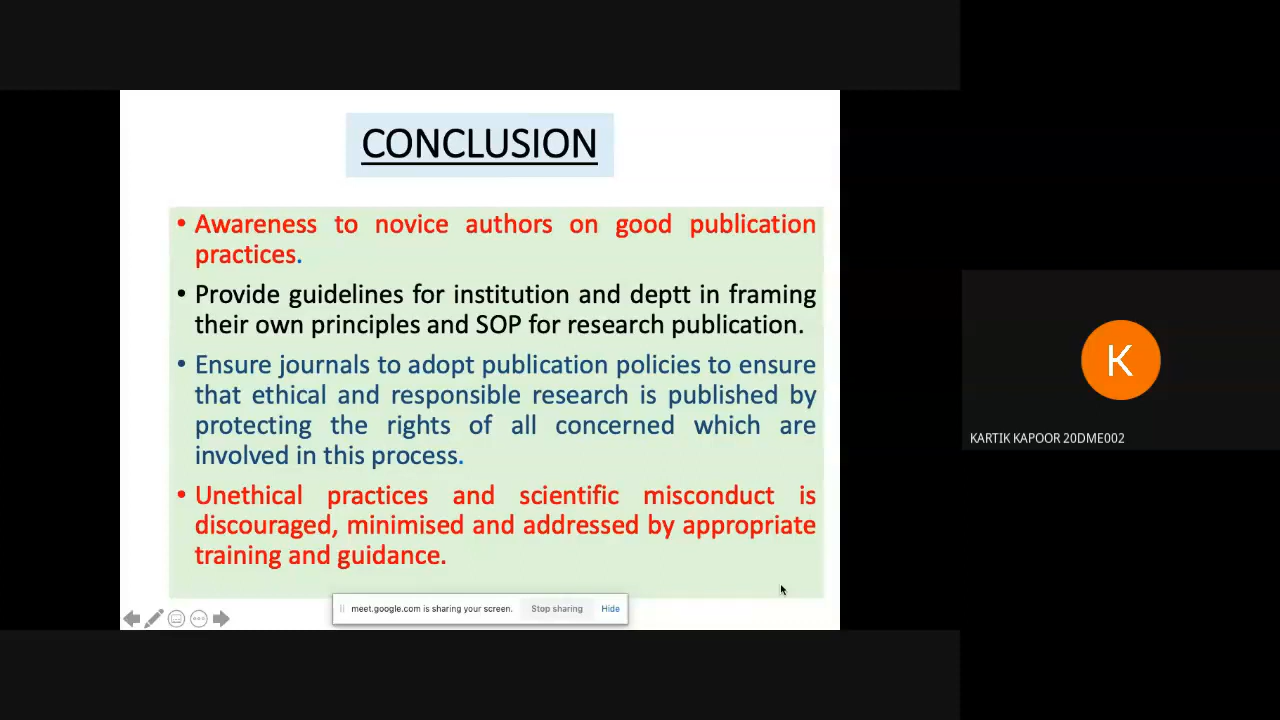 CONCLUSION
• Awareness to novice authors on good publication
practices.
• Provide guidelines for institution and deptt in framing
their own principles and SOP for research publication.
• Ensure journals to adopt publication policies to ensure
that ethical and responsible research is published by
protecting the rights of all concerned which are
involved in this process.
• Unethical practices and scientific misconduct is
discouraged, minimised and addressed by appropriate
training and guidance.
meet.google.com is sharing your screen. Stop sharing Hide
K
KARTIK KAPOOR 20DME002